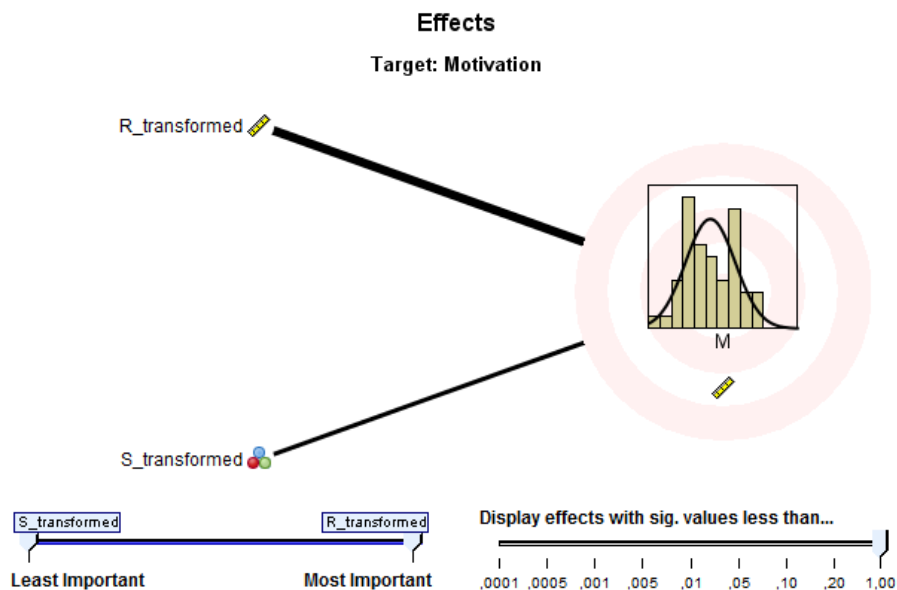 Effects
Target: Motivation
R_transformed
M
S_transformed
S_transformed
R_transformed
Least Important
Most Important
Display effects with sig. values less than...
,0001 ,0005 ,001 ,005 ,01 ,05 ,10 ,20 1,00